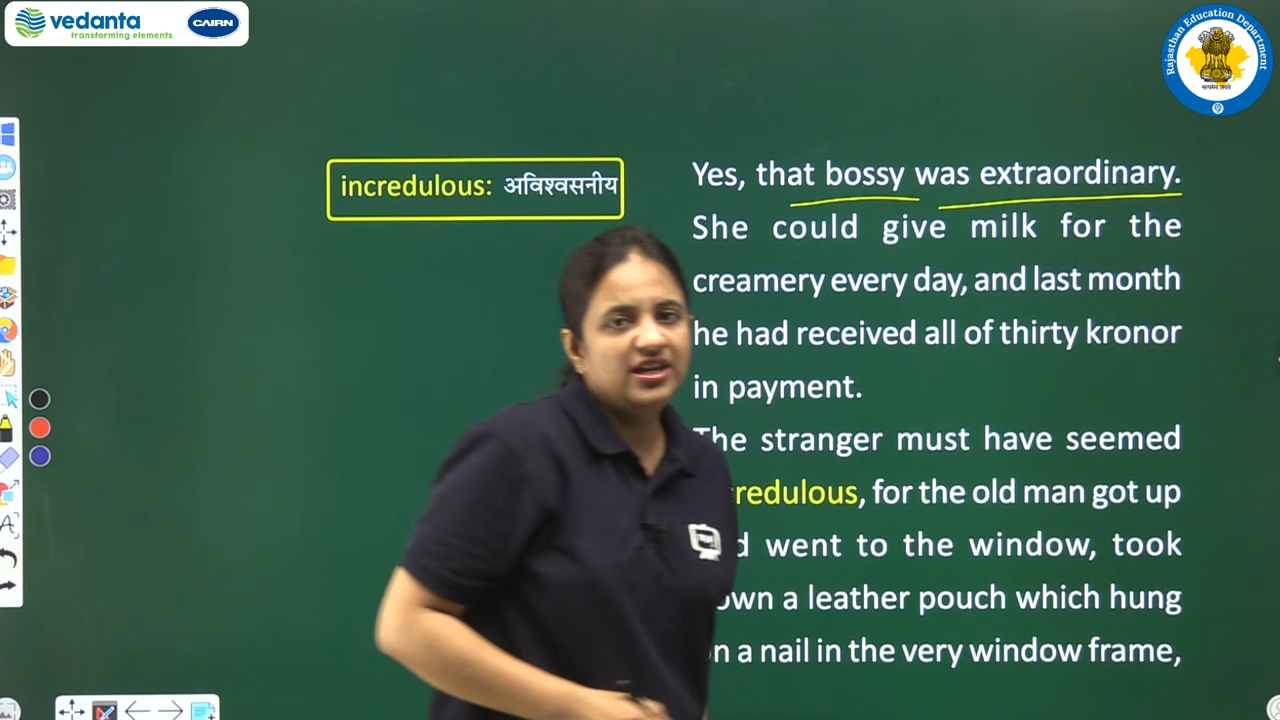 vedanta
transforming elements
CAIRN
Rajasthan Education Department
सत्यमेव जयते
incredulous: अविश्वसनीय
Yes, that bossy was extraordinary.
She could give milk for the
creamery every day, and last month
he had received all of thirty kronor
in payment.
The stranger must have seemed
redulous, for the old man got up
d went to the window, took
own a leather pouch which hung
n a nail in the very window frame,